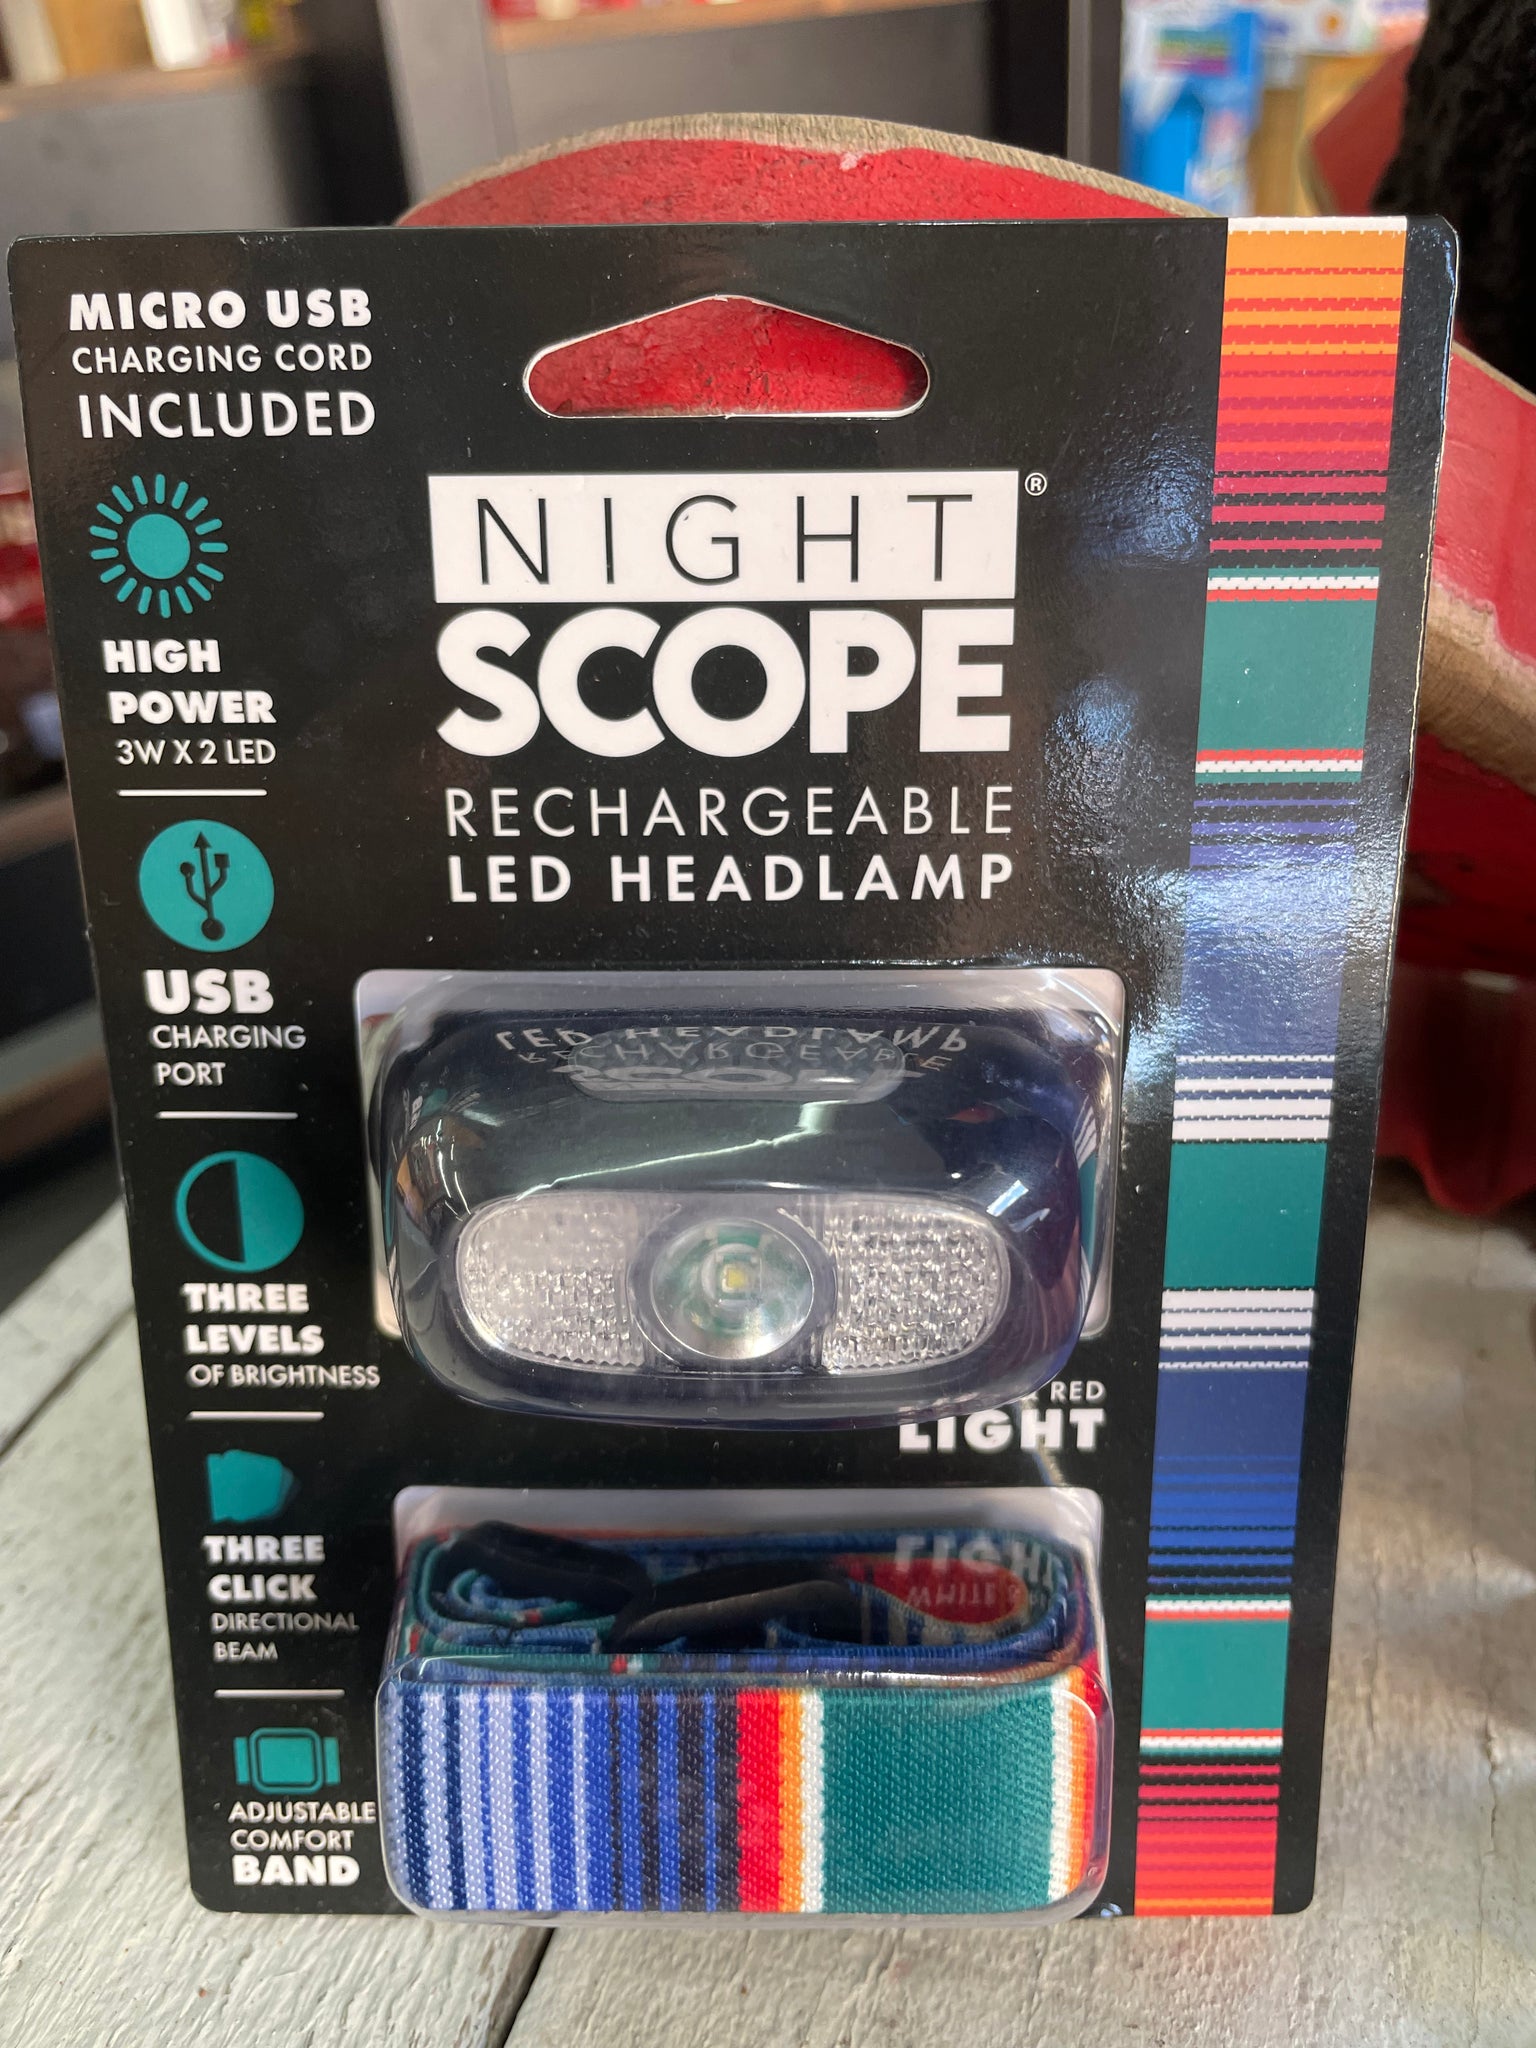 MICRO USB
CHARGING CORD
INCLUDED
NIGHT®
SCOPE
RECHARGEABLE
LED HEADLAMP
HIGH
POWER
3W X 2 LED
USB
CHARGING
PORT
THREE
LEVELS
OF BRIGHTNESS
RED
LIGHT
THREE
CLICK
DIRECTIONAL
BEAM
ADJUSTABLE
COMFORT
BAND